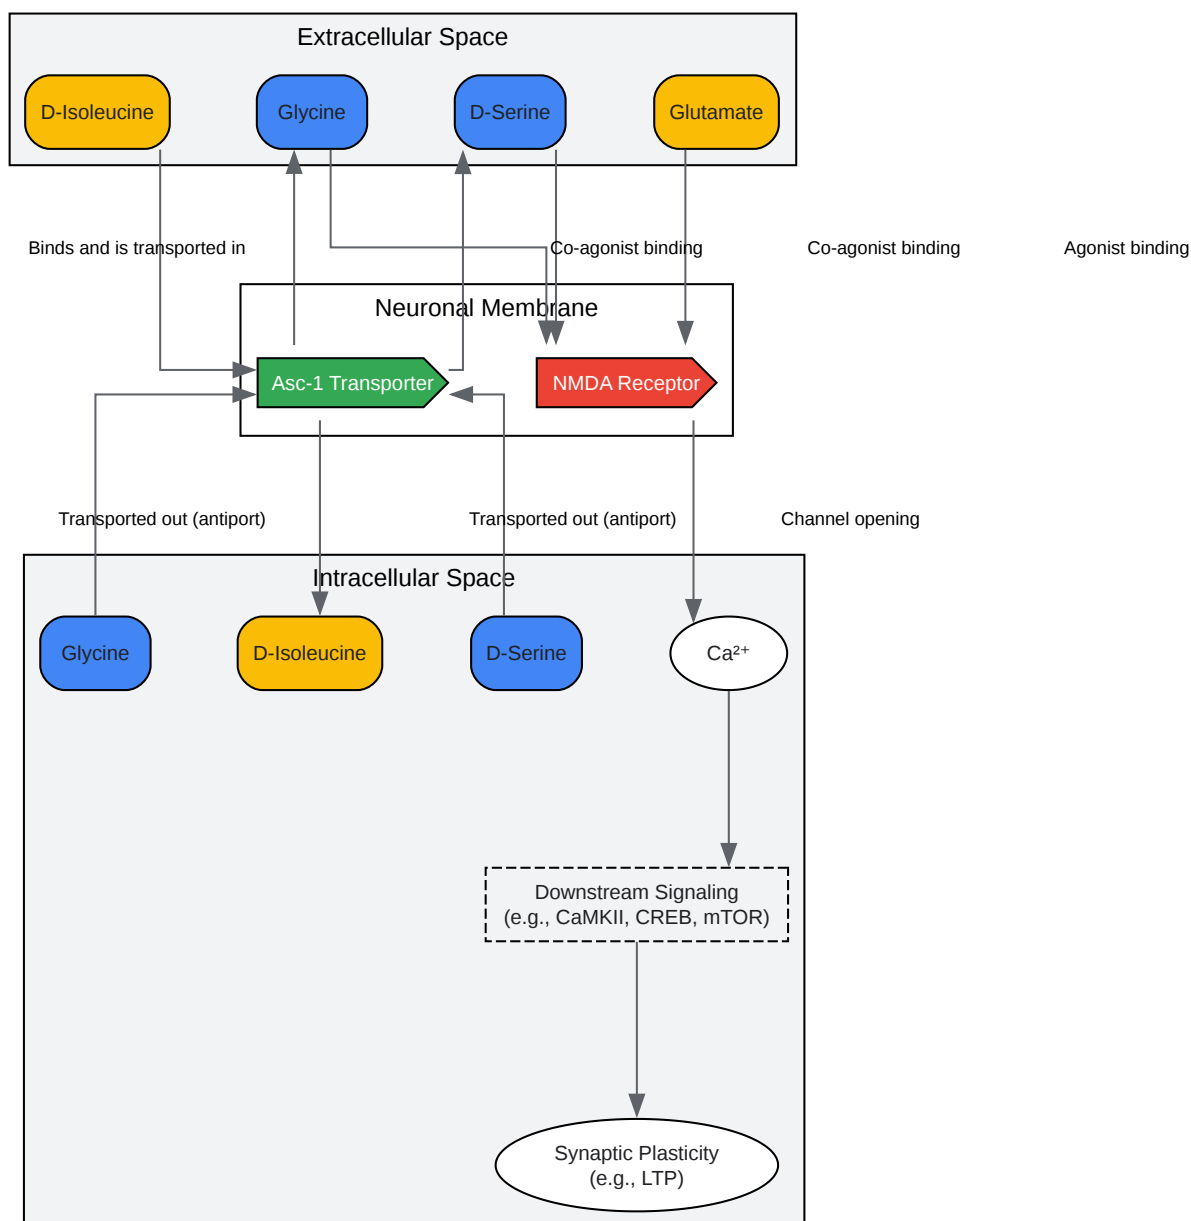 Extracellular Space
D-Isoleucine
Glycine
D-Serine
Glutamate
Binds and is transported in
Co-agonist binding
Co-agonist binding
Agonist binding
Neuronal Membrane
Asc-1 Transporter
NMDA Receptor
Transported out (antiport)
Transported out (antiport)
Channel opening
Intracellular Space
Glycine
D-Isoleucine
D-Serine
Ca²⁺
Downstream Signaling
(e.g., CaMKII, CREB, mTOR)
Synaptic Plasticity
(e.g., LTP)